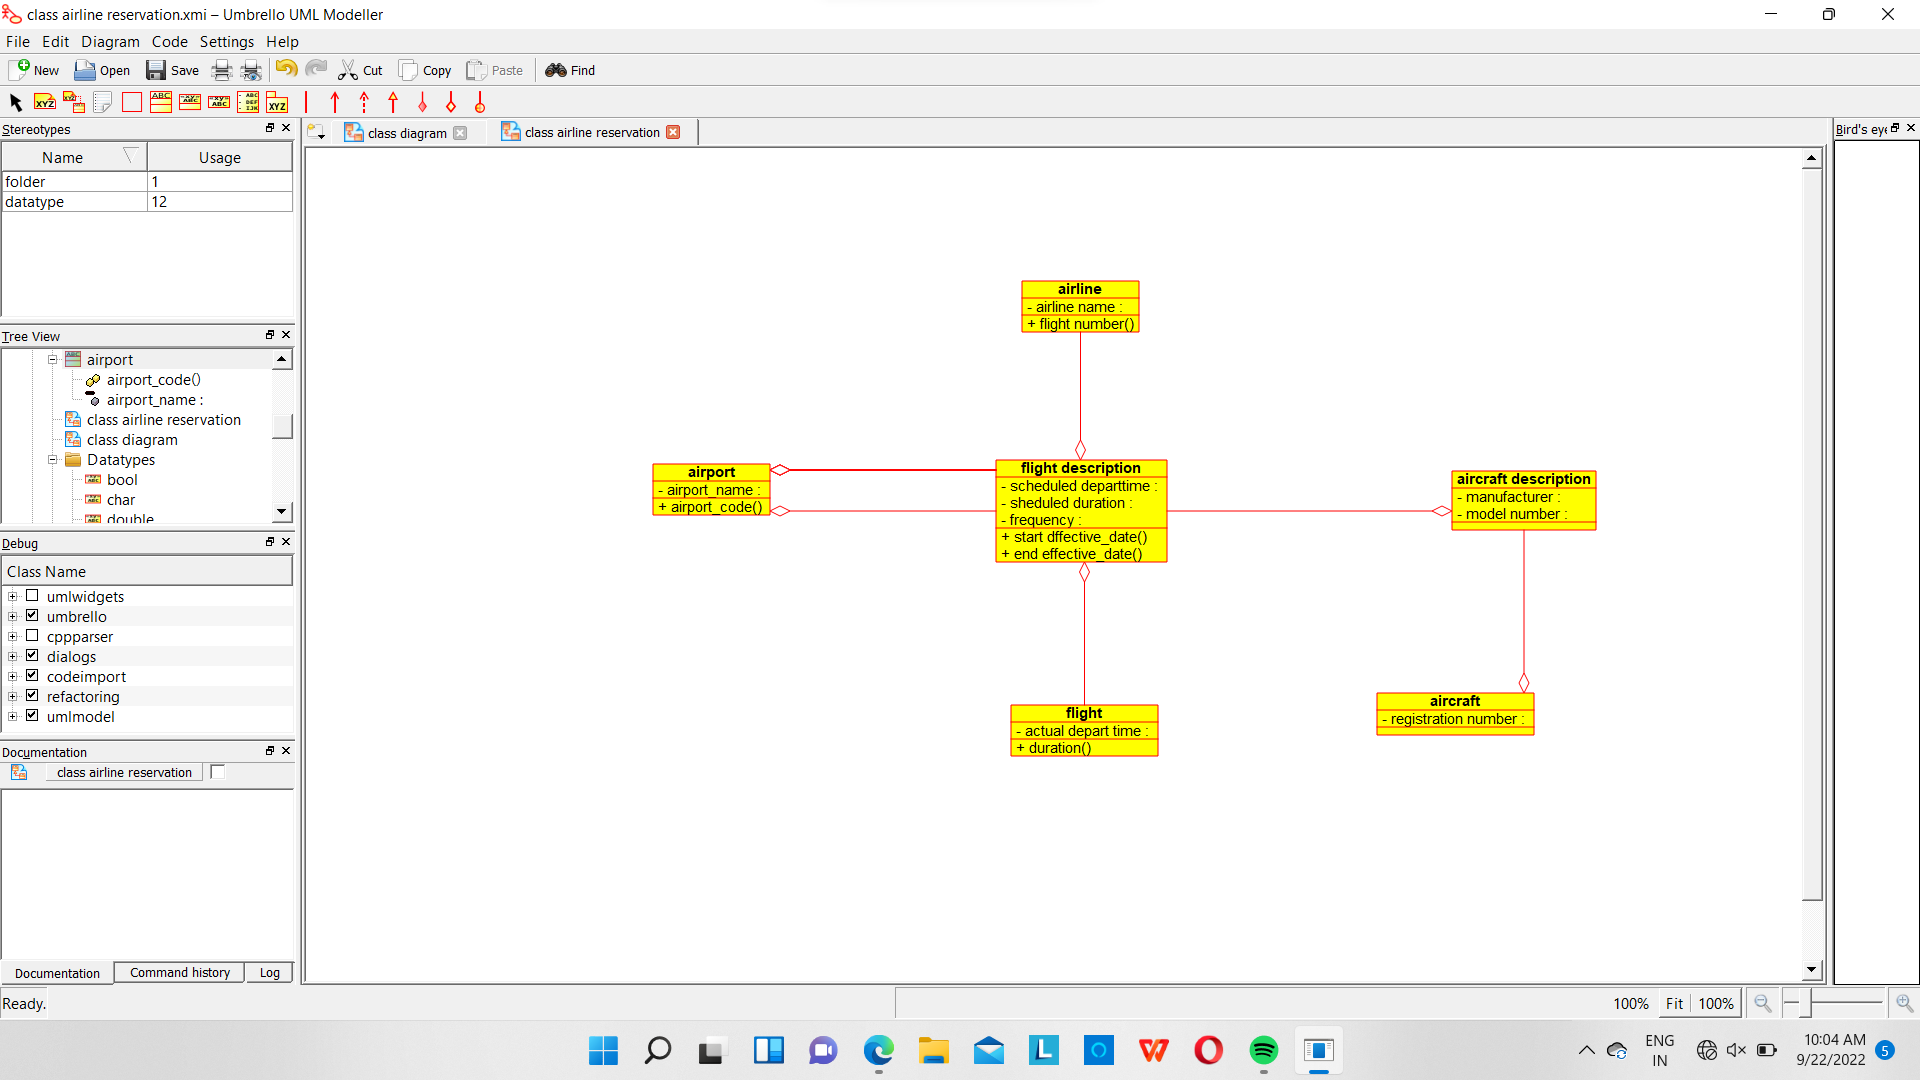 class airline reservation.xmi – Umbrello UML Modeller
File Edit Diagram Code Settings Help
New Open Save Cut Copy Paste Find
Stereotypes
Name Usage
folder 1
datatype 12
Tree View
airport
airport_code()
airport_name :
class airline reservation
class diagram
Datatypes
bool
char
double
Debug
Class Name
umlwidgets
umbrello
cppparser
dialogs
codeimport
refactoring
umlmodel
Documentation
class airline reservation
Documentation Command history Log
class diagram class airline reservation
airline
- airline name :
+ flight number()
airport
- airport_name :
+ airport_code()
flight description
- scheduled departtime :
- sheduled duration :
- frequency :
+ start dffective_date()
+ end effective_date()
aircraft description
- manufacturer :
- model number :
flight
- actual depart time :
+ duration()
aircraft
- registration number :
Bird's eye
Ready.
100% Fit 100%
ENG
IN
10:04 AM
9/22/2022
5